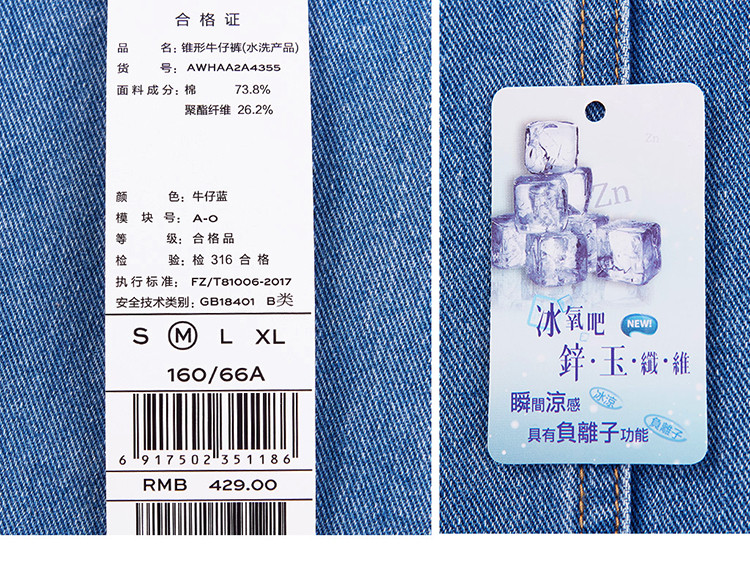 合格证
品 名: 锥形牛仔裤(水洗产品)
货 号: AWHAA2A4355
面料成分: 棉 73.8%
聚酯纤维 26.2%
颜 色: 牛仔蓝
模 块 号: A-O
等 级: 合格品
检 验: 检 316 合格
执行标准: FZ/T81006-2017
安全技术类别: GB18401 B类
S M L XL
160/66A
6 917502 351186
RMB 429.00
Zn
Zn
冰氧吧 NEW!
鋅·玉·纖·維
瞬間涼感 冰涼
具有負離子功能 負離子